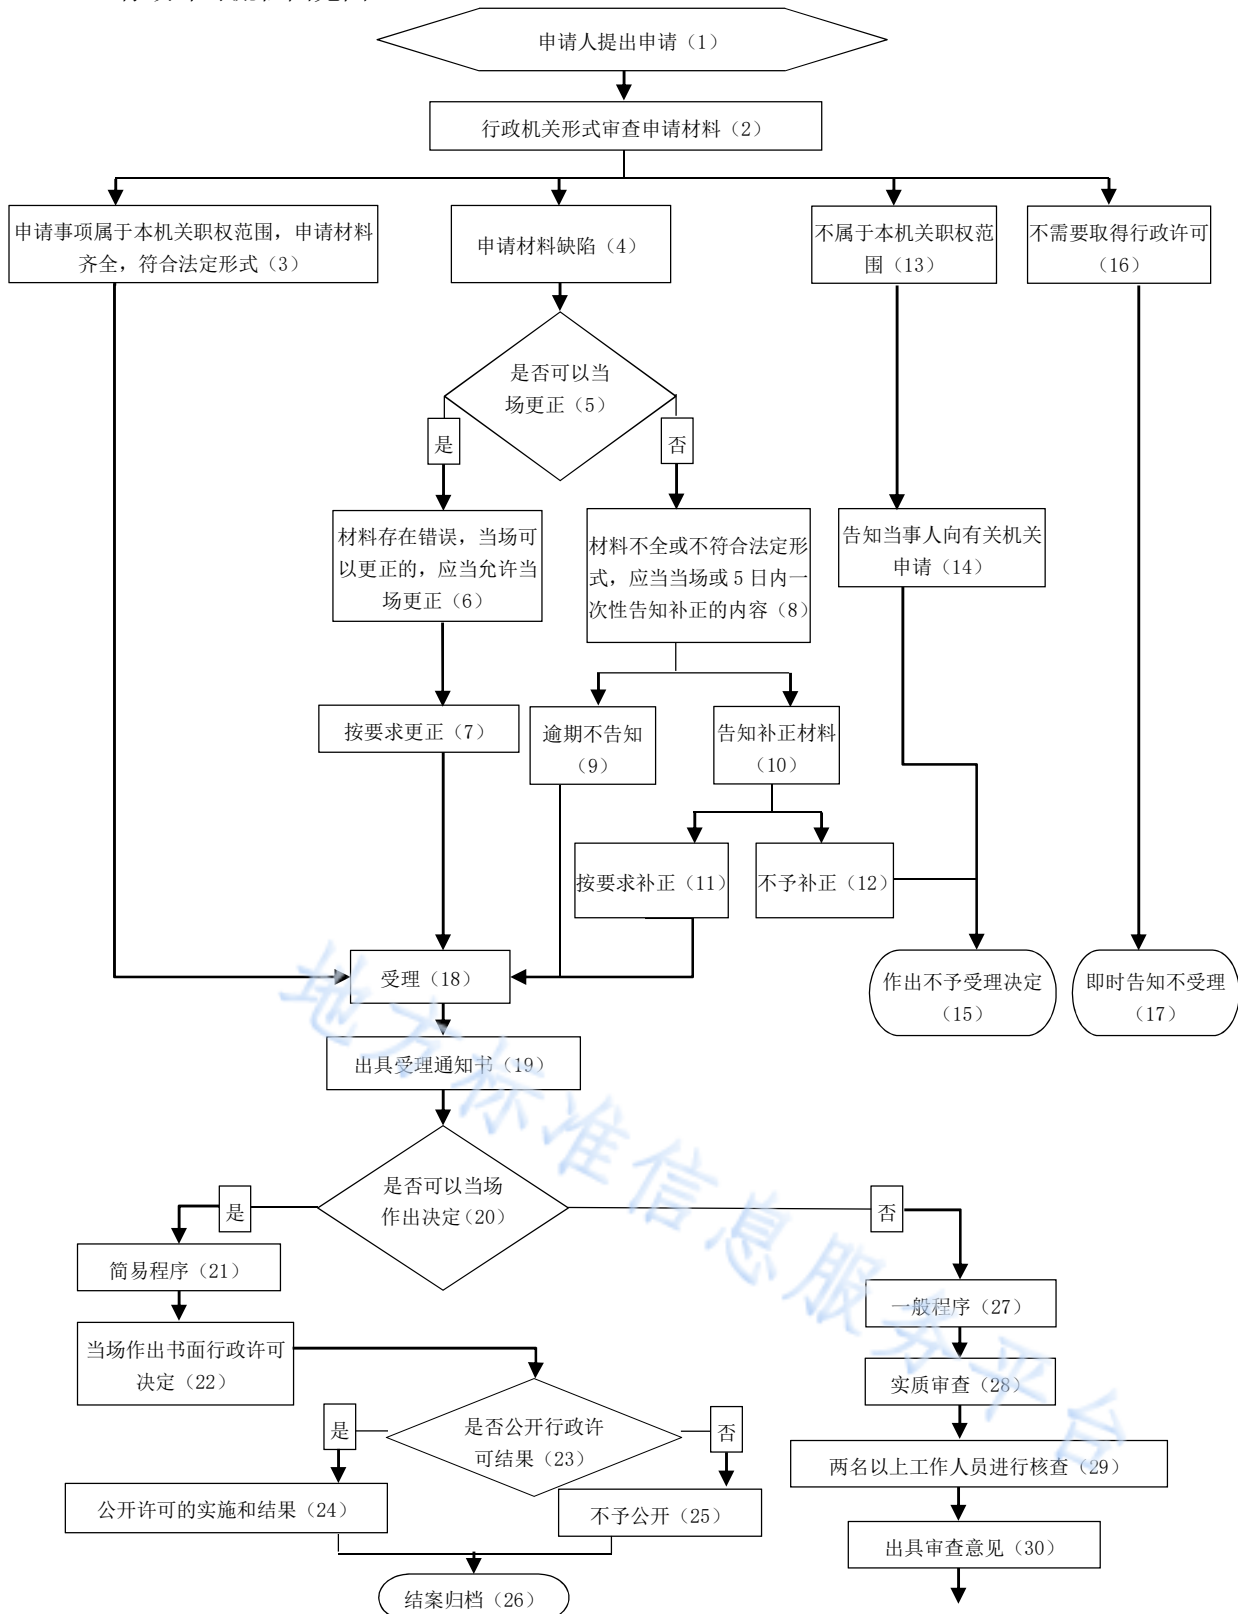 申请人提出申请（1）
行政机关形式审查申请材料（2）
申请事项属于本机关职权范围，申请材料
齐全，符合法定形式（3）
申请材料缺陷（4）
不属于本机关职权范
围（13）
不需要取得行政许可
（16）
是否可以当
场更正（5）
是
否
材料存在错误，当场可
以更正的，应当允许当
场更正（6）
材料不全或不符合法定形
式，应当当场或 5 日内一
次性告知补正的内容（8）
告知当事人向有关机关
申请（14）
按要求更正（7）
逾期不告知
（9）
告知补正材料
（10）
按要求补正（11）
不予补正（12）
受理（18）
作出不予受理决定
（15）
即时告知不受理
（17）
出具受理通知书（19）
是否可以当场
作出决定（20）
是
否
简易程序（21）
一般程序（27）
当场作出书面行政许可
决定（22）
实质审查（28）
是否公开行政许
可结果（23）
是
否
两名以上工作人员进行核查（29）
公开许可的实施和结果（24）
不予公开（25）
出具审查意见（30）
结案归档（26）
地方标准信息服务平台